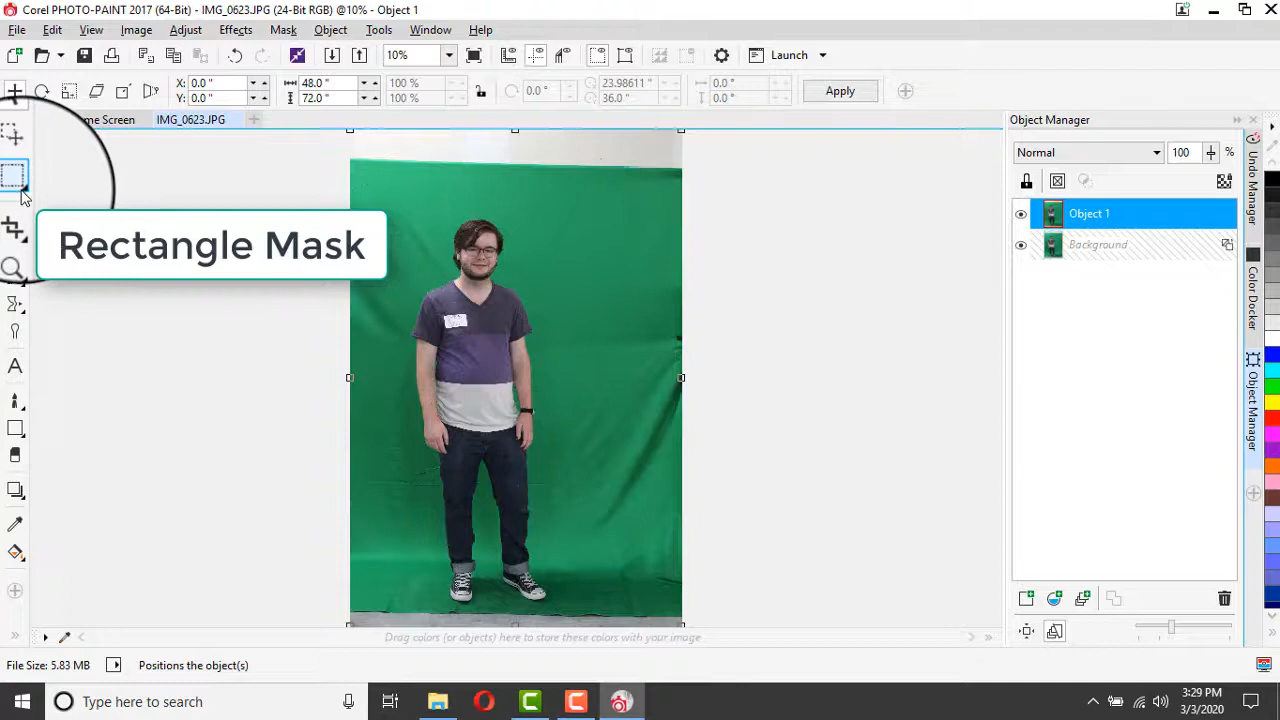 Corel PHOTO-PAINT 2017 (64-Bit) - IMG_0623.JPG (24-Bit RGB) @10% - Object 1
File Edit View Image Adjust Effects Mask Object Tools Window Help
10% Launch
X: 0.0 " 48.0 " 100 % 0.0 ° 23.98611 " 0.0 ° Apply
Y: 0.0 " 72.0 " 100 % 36.0 " 0.0 °
me Screen IMG_0623.JPG
Object Manager
Normal 100 %
Rectangle Mask
Object 1
Background
Undo Manager
Color Docker
Object Manager
Drag colors (or objects) here to store these colors with your image
File Size: 5.83 MB Positions the object(s)
Type here to search
3:29 PM
3/3/2020